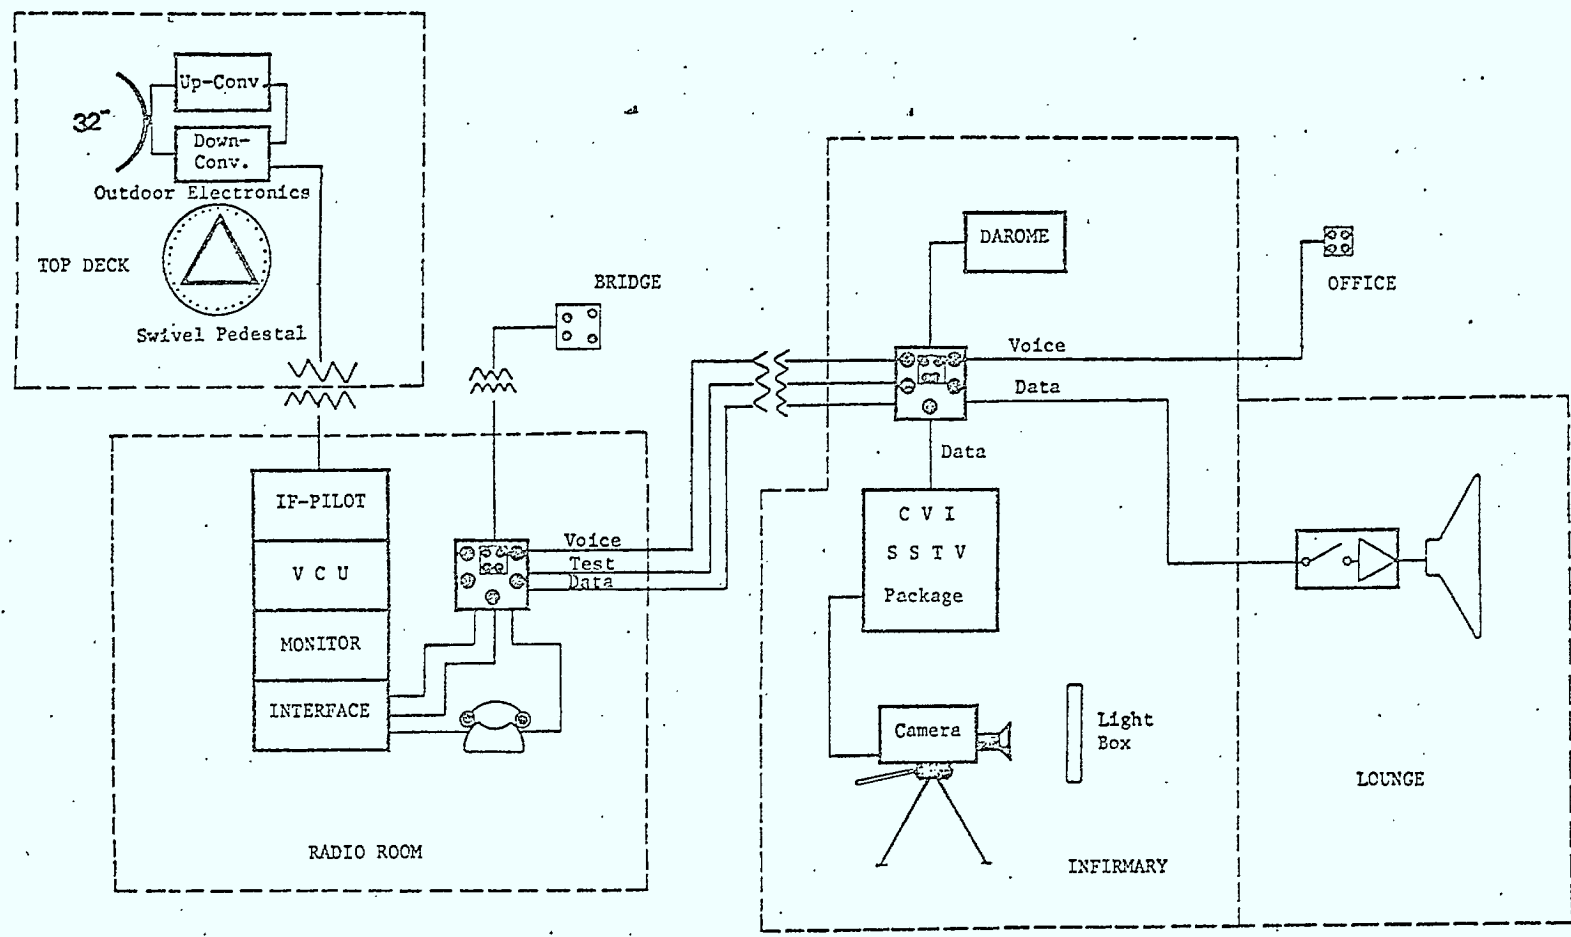 Up-Conv.
32"
Down-
Conv.
Outdoor Electronics
TOP DECK
Swivel Pedestal
BRIDGE
DAROME
OFFICE
Voice
Data
Data
IF-PILOT
V C U
MONITOR
INTERFACE
Voice
Test
Data
C V I
S S T V
Package
Camera
Light
Box
LOUNGE
RADIO ROOM
INFIRMARY